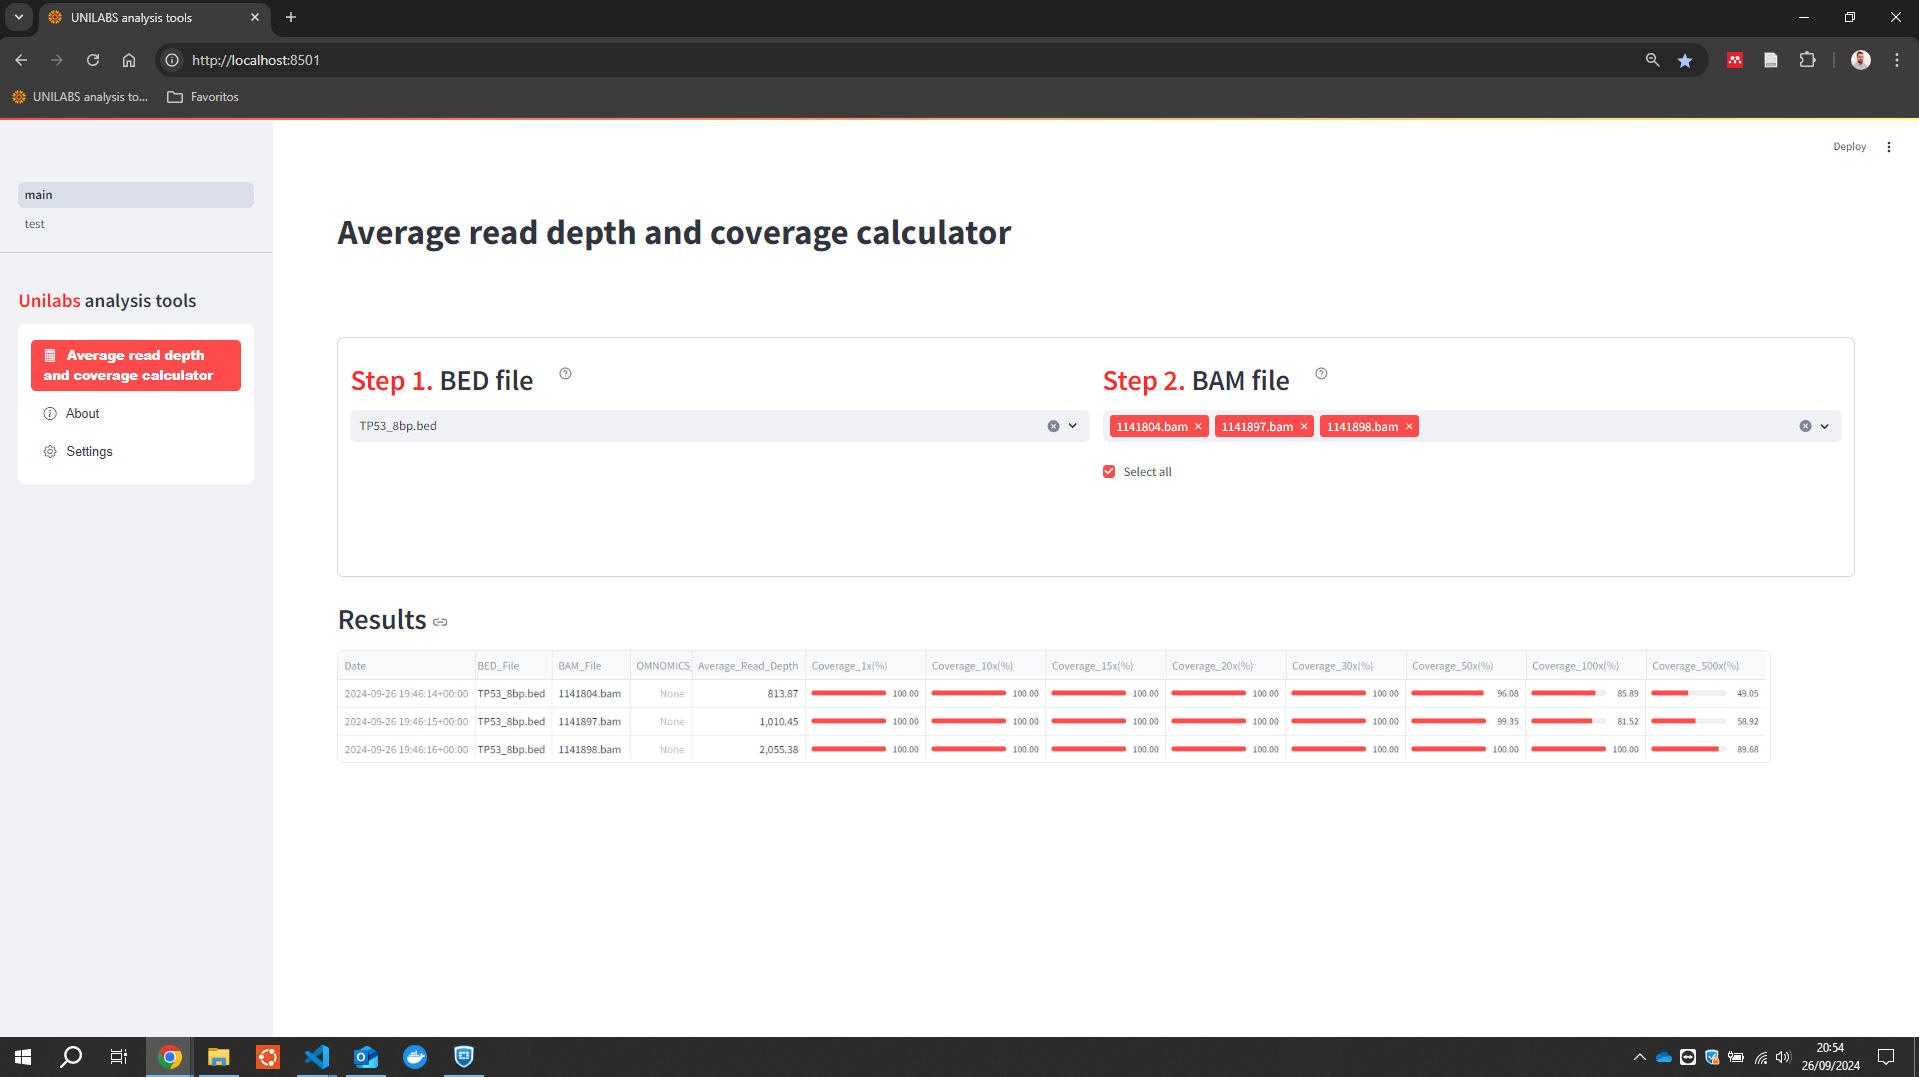 UNILABS analysis tools
http://localhost:8501
UNILABS analysis to...
Favoritos
Deploy
main
test
Average read depth and coverage calculator
Unilabs analysis tools
Average read depth
and coverage calculator
About
Settings
Step 1. BED file
Step 2. BAM file
TP53_8bp.bed
1141804.bam 1141897.bam 1141898.bam
Select all
Results
Date BED_File BAM_File OMNOMICS_ Average_Read_Depth Coverage_1x(%) Coverage_10x(%) Coverage_15x(%) Coverage_20x(%) Coverage_30x(%) Coverage_50x(%) Coverage_100x(%) Coverage_500x(%)
2024-09-26 19:46:14+00:00 TP53_8bp.bed 1141804.bam None 813.87 100.00 100.00 100.00 100.00 100.00 96.08 85.89 49.05
2024-09-26 19:46:15+00:00 TP53_8bp.bed 1141897.bam None 1,010.45 100.00 100.00 100.00 100.00 100.00 99.35 81.52 58.92
2024-09-26 19:46:16+00:00 TP53_8bp.bed 1141898.bam None 2,055.38 100.00 100.00 100.00 100.00 100.00 100.00 100.00 89.68
20:54
26/09/2024